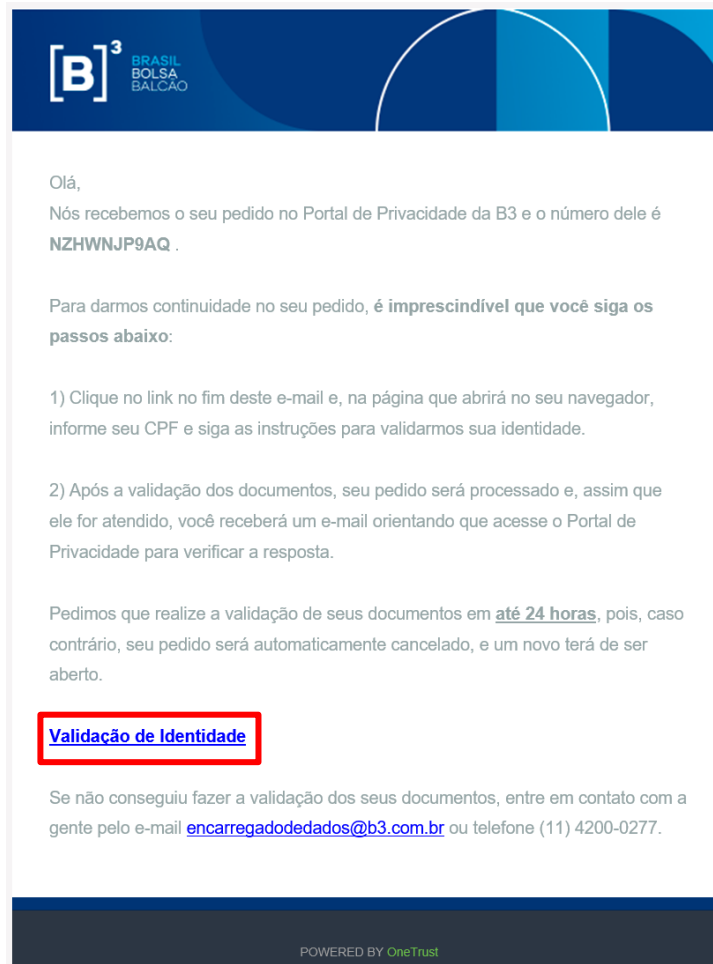 [B]³ BRASIL
BOLSA
BALCÃO
Olá,
Nós recebemos o seu pedido no Portal de Privacidade da B3 e o número dele é
NZHWNJP9AQ .
Para darmos continuidade no seu pedido, é imprescindível que você siga os
passos abaixo:
1) Clique no link no fim deste e-mail e, na página que abrirá no seu navegador,
informe seu CPF e siga as instruções para validarmos sua identidade.
2) Após a validação dos documentos, seu pedido será processado e, assim que
ele for atendido, você receberá um e-mail orientando que acesse o Portal de
Privacidade para verificar a resposta.
Pedimos que realize a validação de seus documentos em até 24 horas, pois, caso
contrário, seu pedido será automaticamente cancelado, e um novo terá de ser
aberto.
Validação de Identidade
Se não conseguiu fazer a validação dos seus documentos, entre em contato com a
gente pelo e-mail encarregadodedados@b3.com.br ou telefone (11) 4200-0277.
POWERED BY OneTrust